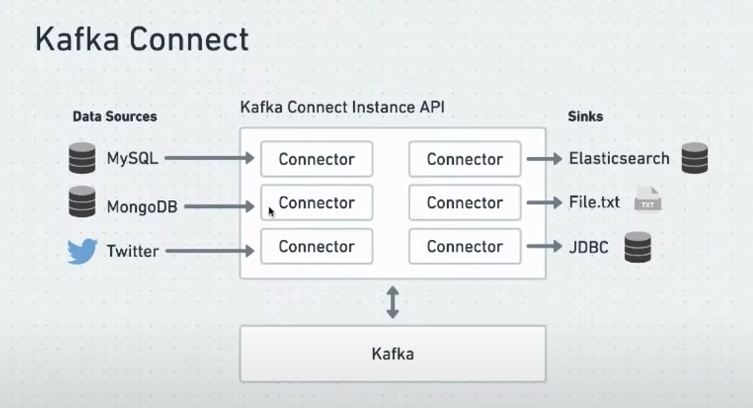 Kafka Connect
Data Sources
Kafka Connect Instance API
Sinks
MySQL
Connector
Connector
Elasticsearch
MongoDB
Connector
Connector
File.txt
TXT
Twitter
Connector
Connector
JDBC
Kafka